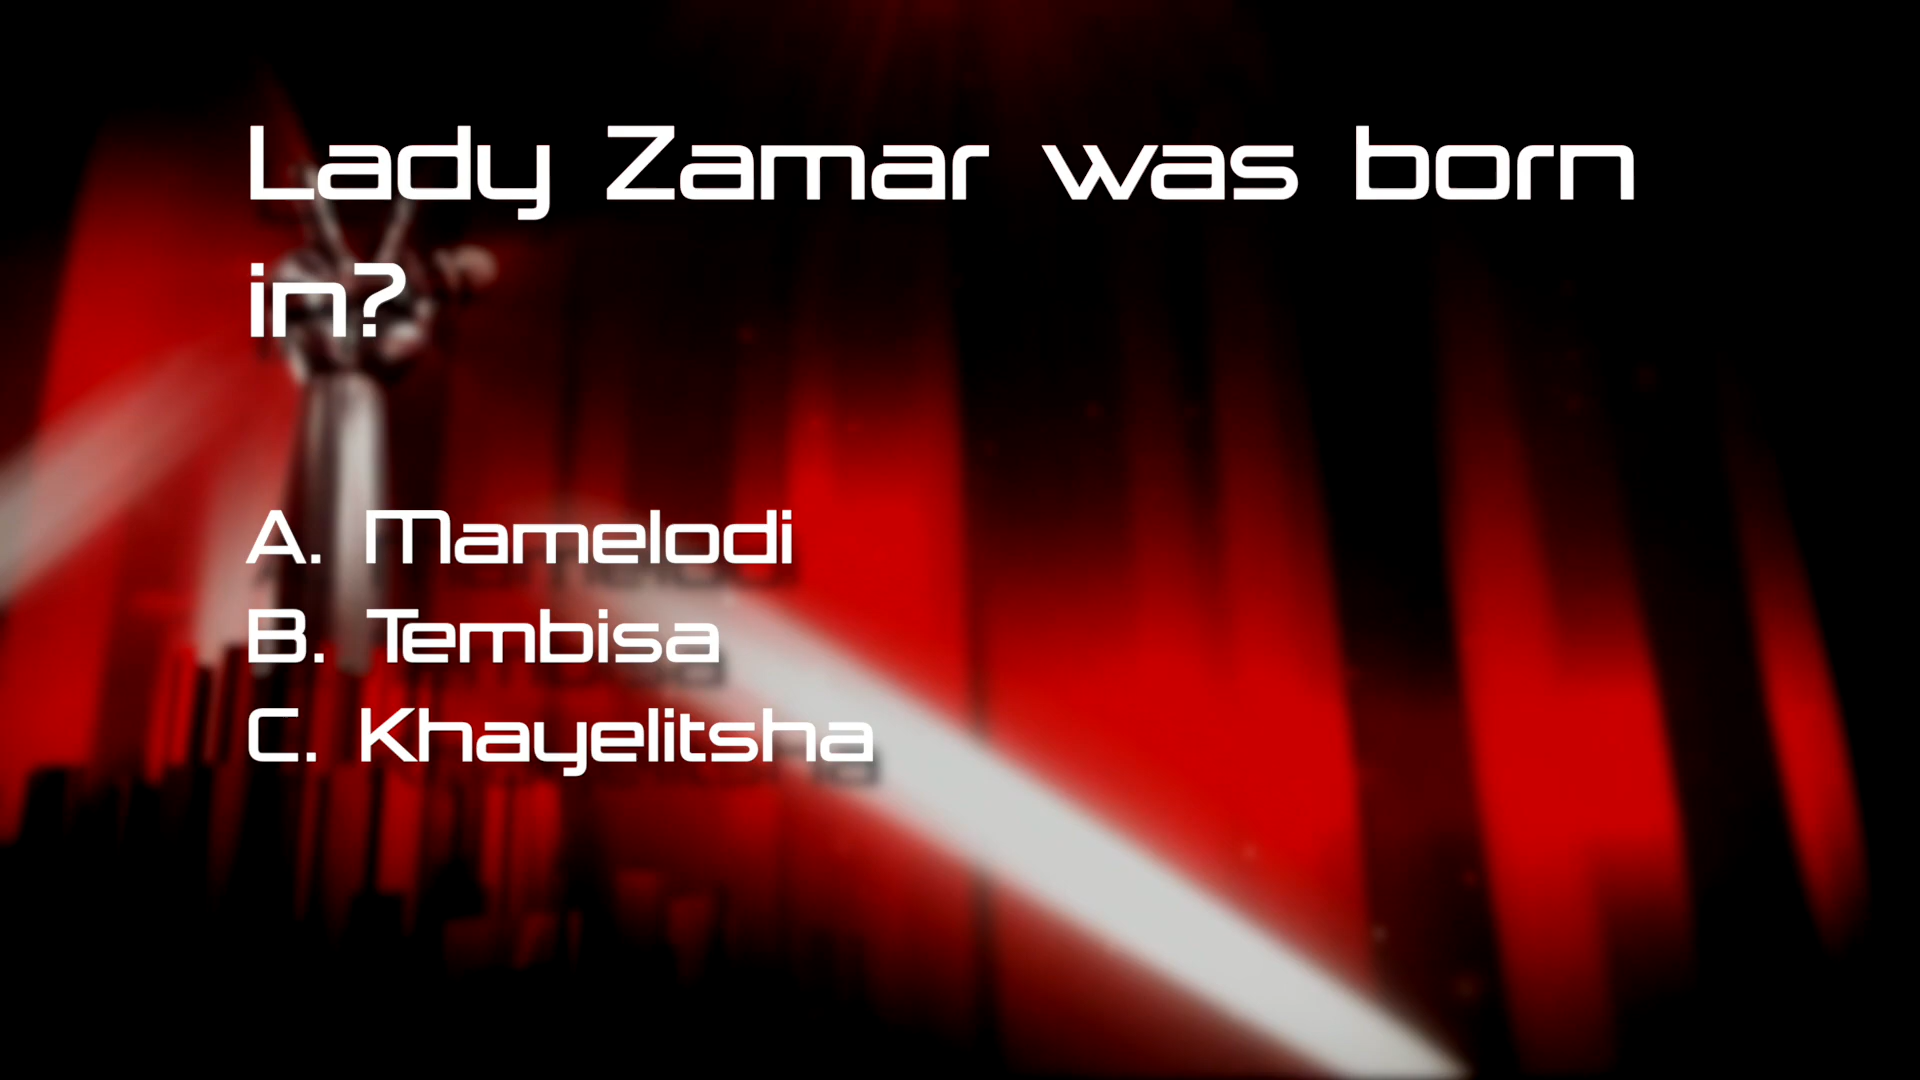 Lady Zamar was born
in?
A. Mamelodi
B. Tembisa
C. Khayelitsha